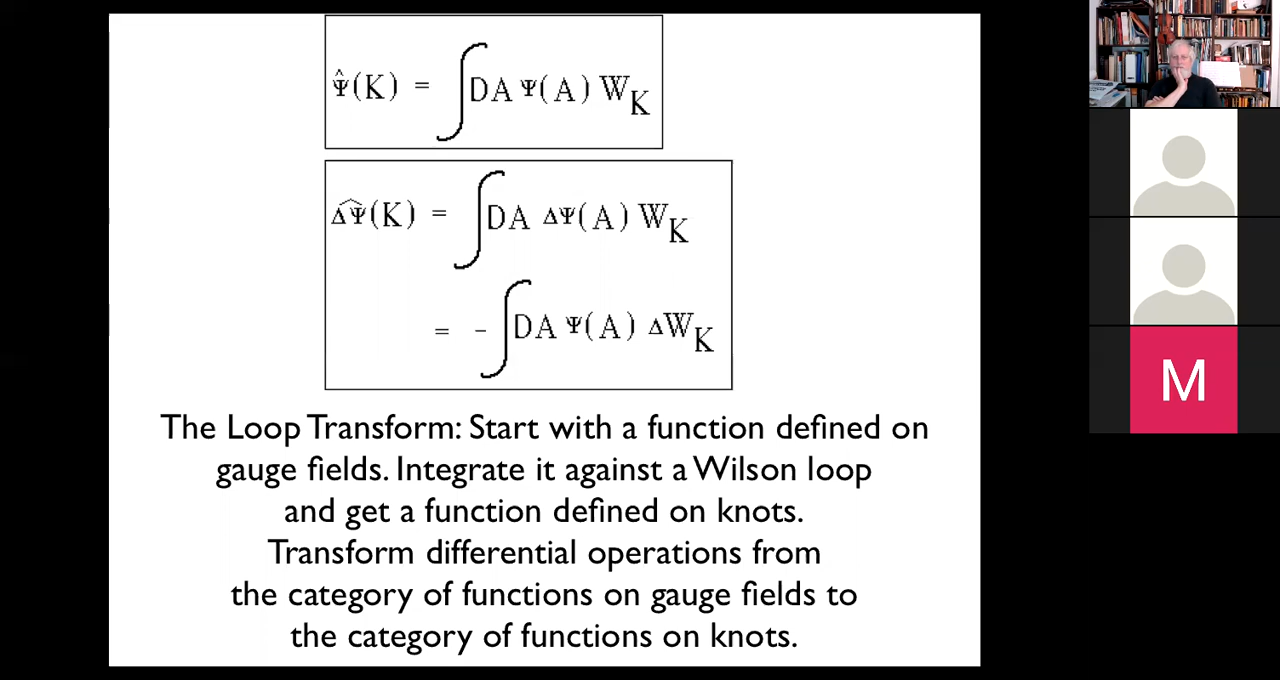 Ψ̂(K) = ∫DA Ψ(A) W_K
\widehat{ΔΨ}(K) = ∫DA ΔΨ(A) W_K
= - ∫DA Ψ(A) ΔW_K
The Loop Transform: Start with a function defined on
gauge fields. Integrate it against a Wilson loop
and get a function defined on knots.
Transform differential operations from
the category of functions on gauge fields to
the category of functions on knots.
M